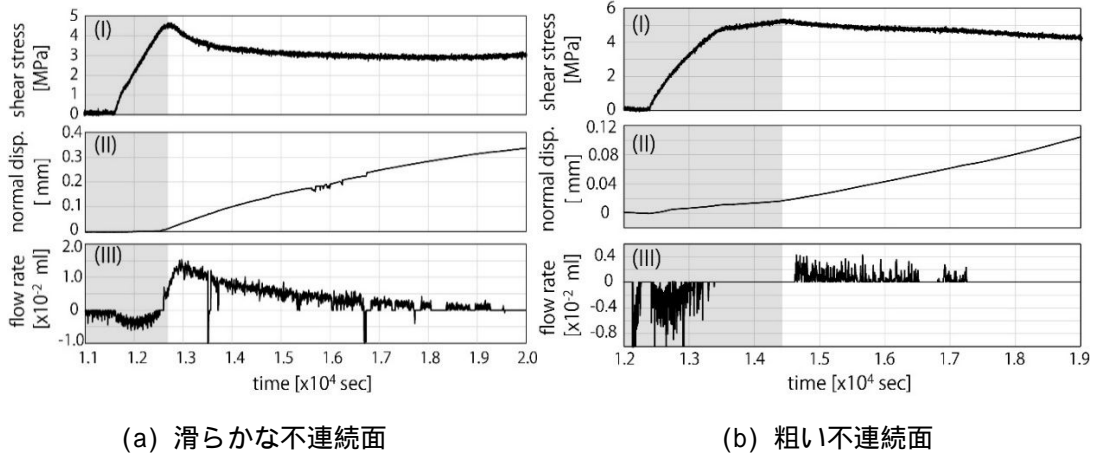 (I)
shear stress
[MPa]
5
4
3
2
1
0
(II)
normal disp.
[ mm]
0.4
0.3
0.2
0.1
0
(III)
flow rate
[x10-2 ml]
2.0
1.0
0
-1.0
1.1 1.2 1.3 1.4 1.5 1.6 1.7 1.8 1.9 2.0
time [x10⁴ sec]
(a) 滑らかな不連続面
(I)
shear stress
[MPa]
6
4
2
0
(II)
normal disp.
[ mm]
0.12
0.08
0.04
0
(III)
flow rate
[x10-2 ml]
0.4
0
-0.4
-0.8
1.2 1.3 1.4 1.5 1.6 1.7 1.8 1.9
time [x10⁴ sec]
(b) 粗い不連続面